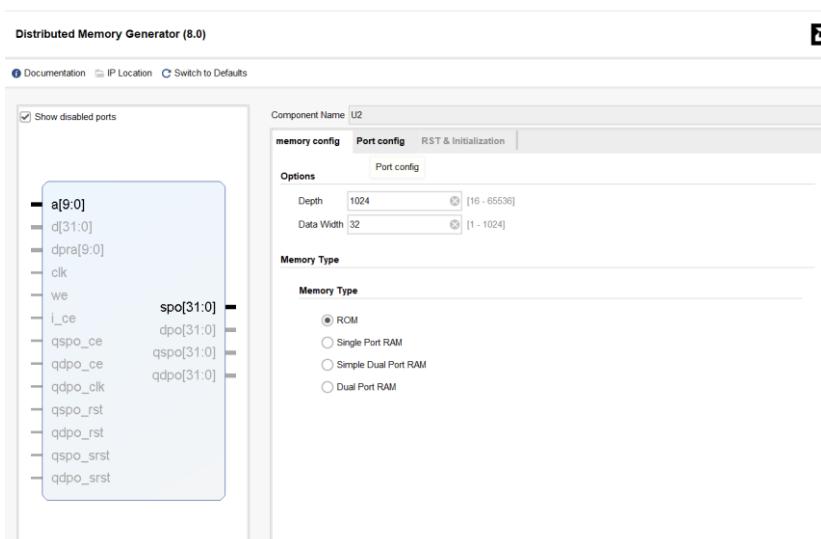 Distributed Memory Generator (8.0)
Documentation IP Location Switch to Defaults
Show disabled ports
a[9:0]
d[31:0]
dpra[9:0]
clk
we
i_ce
qspo_ce
qdpo_ce
qdpo_clk
qspo_rst
qdpo_rst
qspo_srst
qdpo_srst
spo[31:0]
dpo[31:0]
qspo[31:0]
qdpo[31:0]
Component Name U2
memory config Port config RST & Initialization
Port config
Options
Depth 1024 [16 - 65536]
Data Width 32 [1 - 1024]
Memory Type
Memory Type
ROM
Single Port RAM
Simple Dual Port RAM
Dual Port RAM